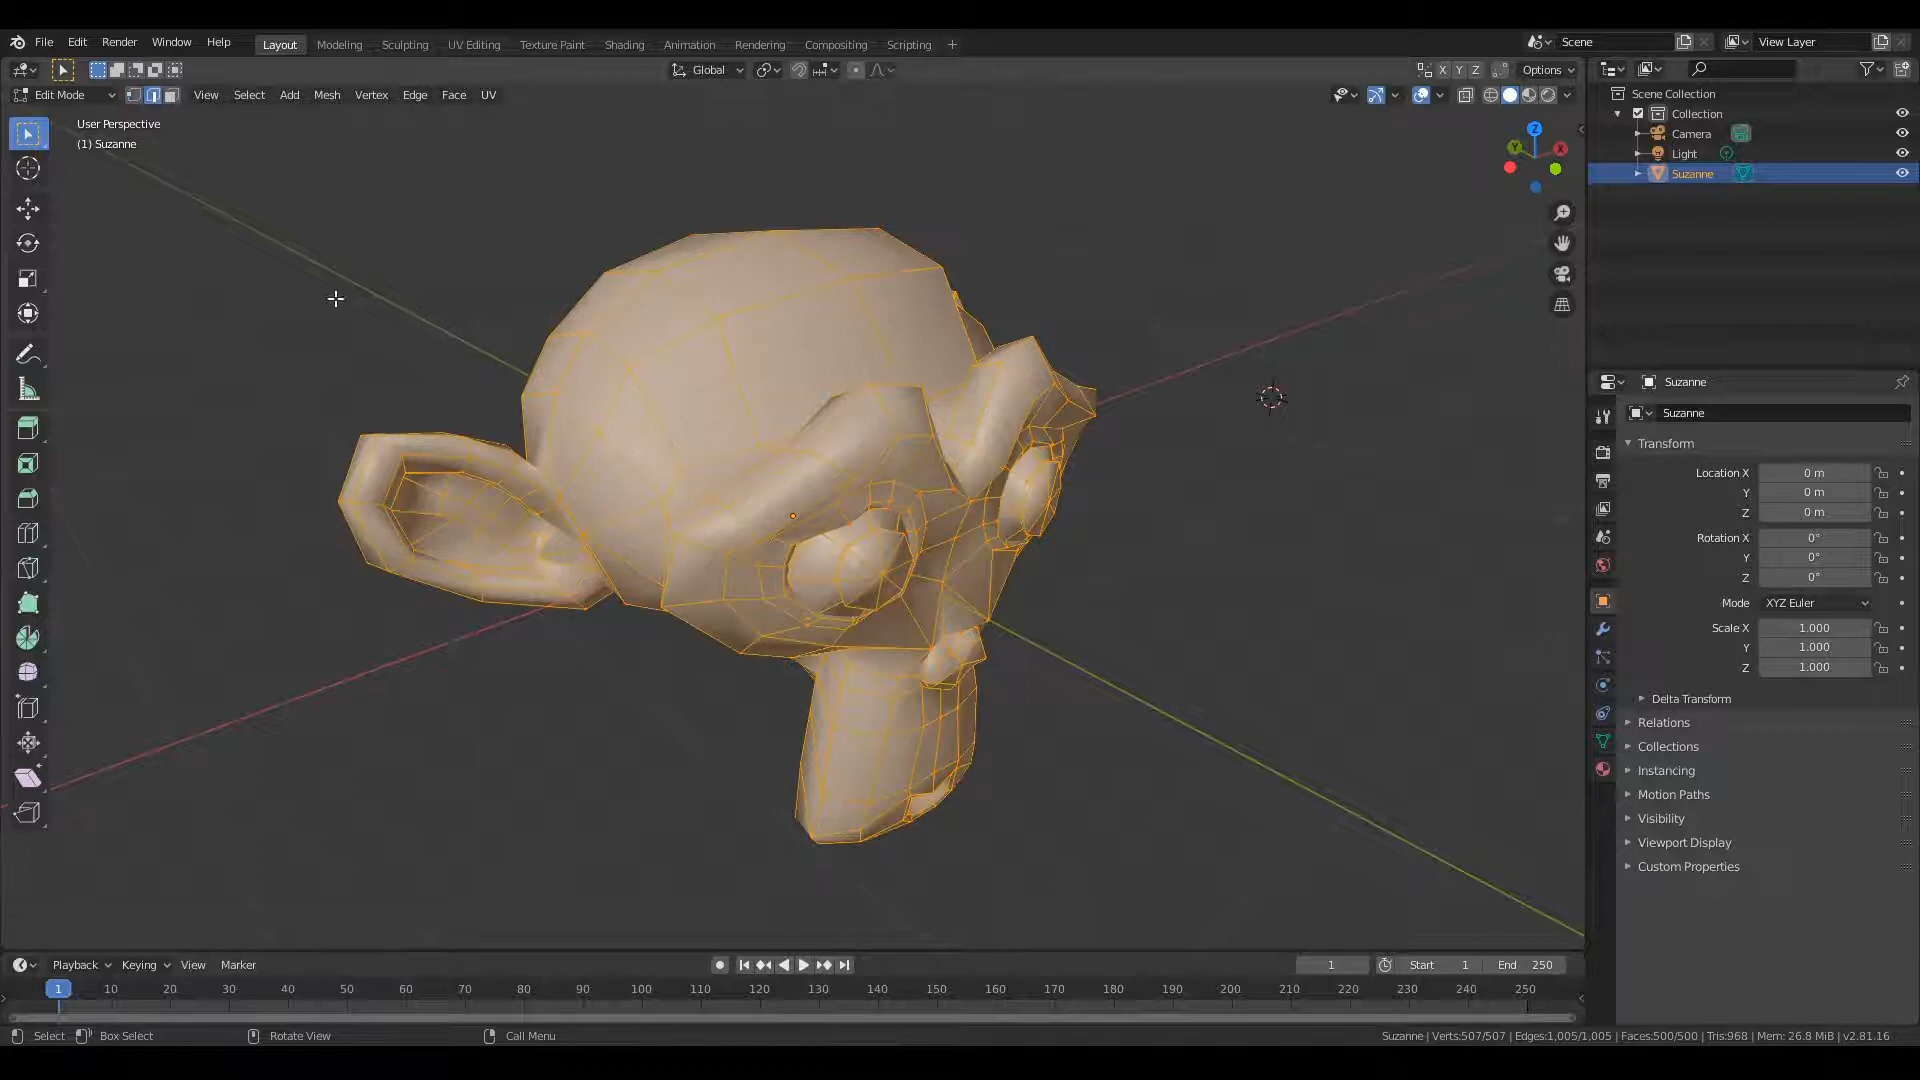 File Edit Render Window Help Layout Modeling Sculpting UV Editing Texture Paint Shading Animation Rendering Compositing Scripting + Scene View Layer
Global X Y Z Options
Edit Mode View Select Add Mesh Vertex Edge Face UV
User Perspective
(1) Suzanne
Z
Y
X
Scene Collection
Collection
Camera
Light
Suzanne
Suzanne
Suzanne
Transform
Location X 0 m
Y 0 m
Z 0 m
Rotation X 0°
Y 0°
Z 0°
Mode XYZ Euler
Scale X 1.000
Y 1.000
Z 1.000
Delta Transform
Relations
Collections
Instancing
Motion Paths
Visibility
Viewport Display
Custom Properties
Playback Keying View Marker 1 Start 1 End 250
1 10 20 30 40 50 60 70 80 90 100 110 120 130 140 150 160 170 180 190 200 210 220 230 240 250
Select Box Select Rotate View Call Menu Suzanne | Verts:507/507 | Edges:1,005/1,005 | Faces:500/500 | Tris:968 | Mem: 26.8 MiB | v2.81.16